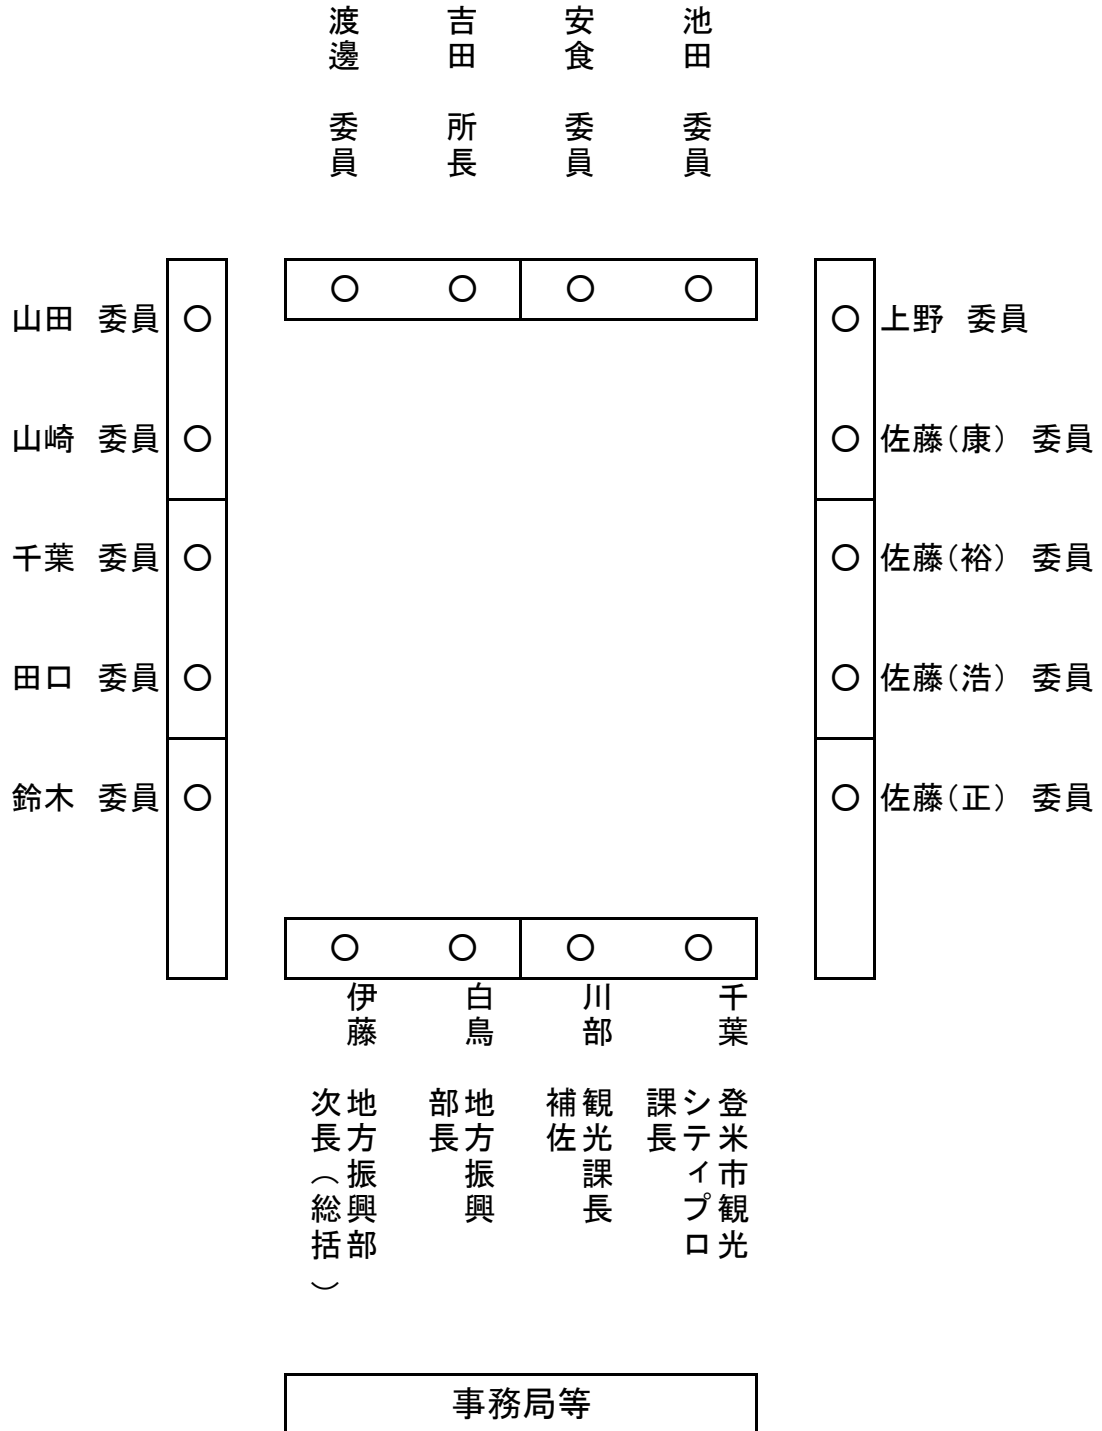 渡邊　委員
吉田　所長
安食　委員
池田　委員
山田　委員
山崎　委員
千葉　委員
田口　委員
鈴木　委員
上野　委員
佐藤（康）　委員
佐藤（裕）　委員
佐藤（浩）　委員
佐藤（正）　委員
伊藤　地方振興部
次長（総括）
白鳥　地方振興
部長
川部　観光課長
補佐
千葉　登米市観光
シティプロ
課長
事務局等